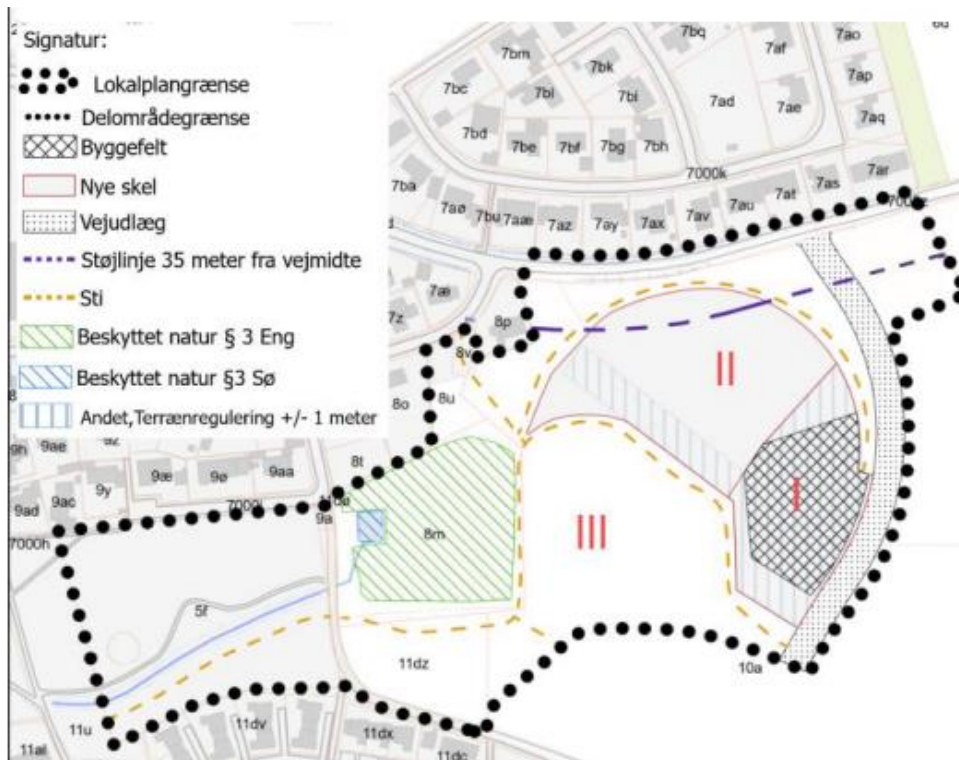 Signatur:
Lokalplangrænse
Delområdegrænse
Byggefelt
Nye skel
Vejudlæg
Støjlinje 35 meter fra vejmidte
Sti
Beskyttet natur § 3 Eng
Beskyttet natur §3 Sø
Andet, Terrænregulering +/- 1 meter
7bm
7bq
7af
7ao
7bc
7bl
7bk
7bi
7ad
7ae
7ap
7aq
7bd
7be
7bf
7bg
7bh
7000k
7ba
7aø
7bu
7aæ
7az
7ay
7ax
7av
7au
7at
7as
7ar
7æ
7z
8p
8v
8o
8u
II
9h
9ae
9æ
9ø
9aa
8t
9ad
9ac
9y
7000i
9a
7000h
8m
I
III
5f
11dz
10a
11u
11dv
11dx
11al
11dc